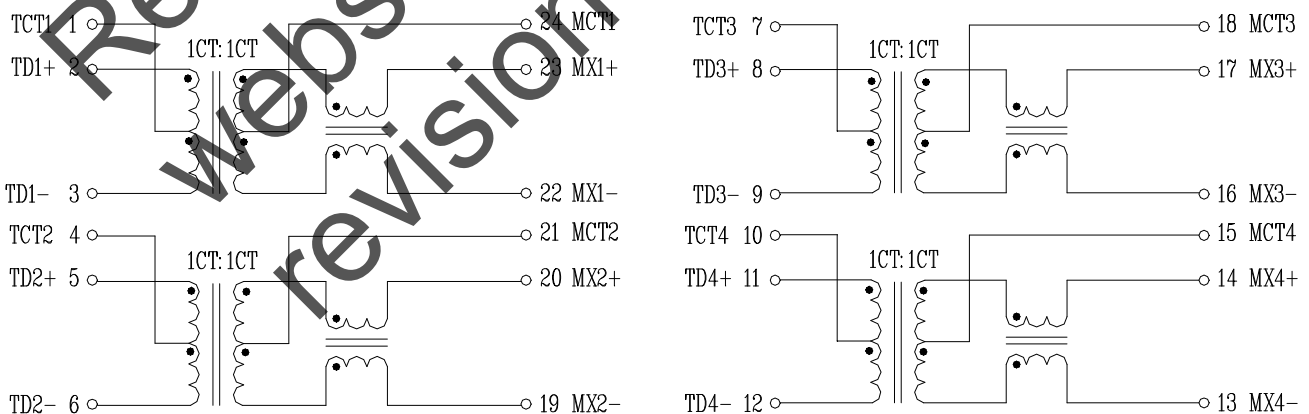 TCT1 1
24 MCT1
1CT:1CT
TD1+ 2
23 MX1+
TD1- 3
22 MX1-
TCT2 4
21 MCT2
1CT:1CT
TD2+ 5
20 MX2+
TD2- 6
19 MX2-
TCT3 7
18 MCT3
1CT:1CT
TD3+ 8
17 MX3+
TD3- 9
16 MX3-
TCT4 10
15 MCT4
1CT:1CT
TD4+ 11
14 MX4+
TD4- 12
13 MX4-
Re
webs
revision